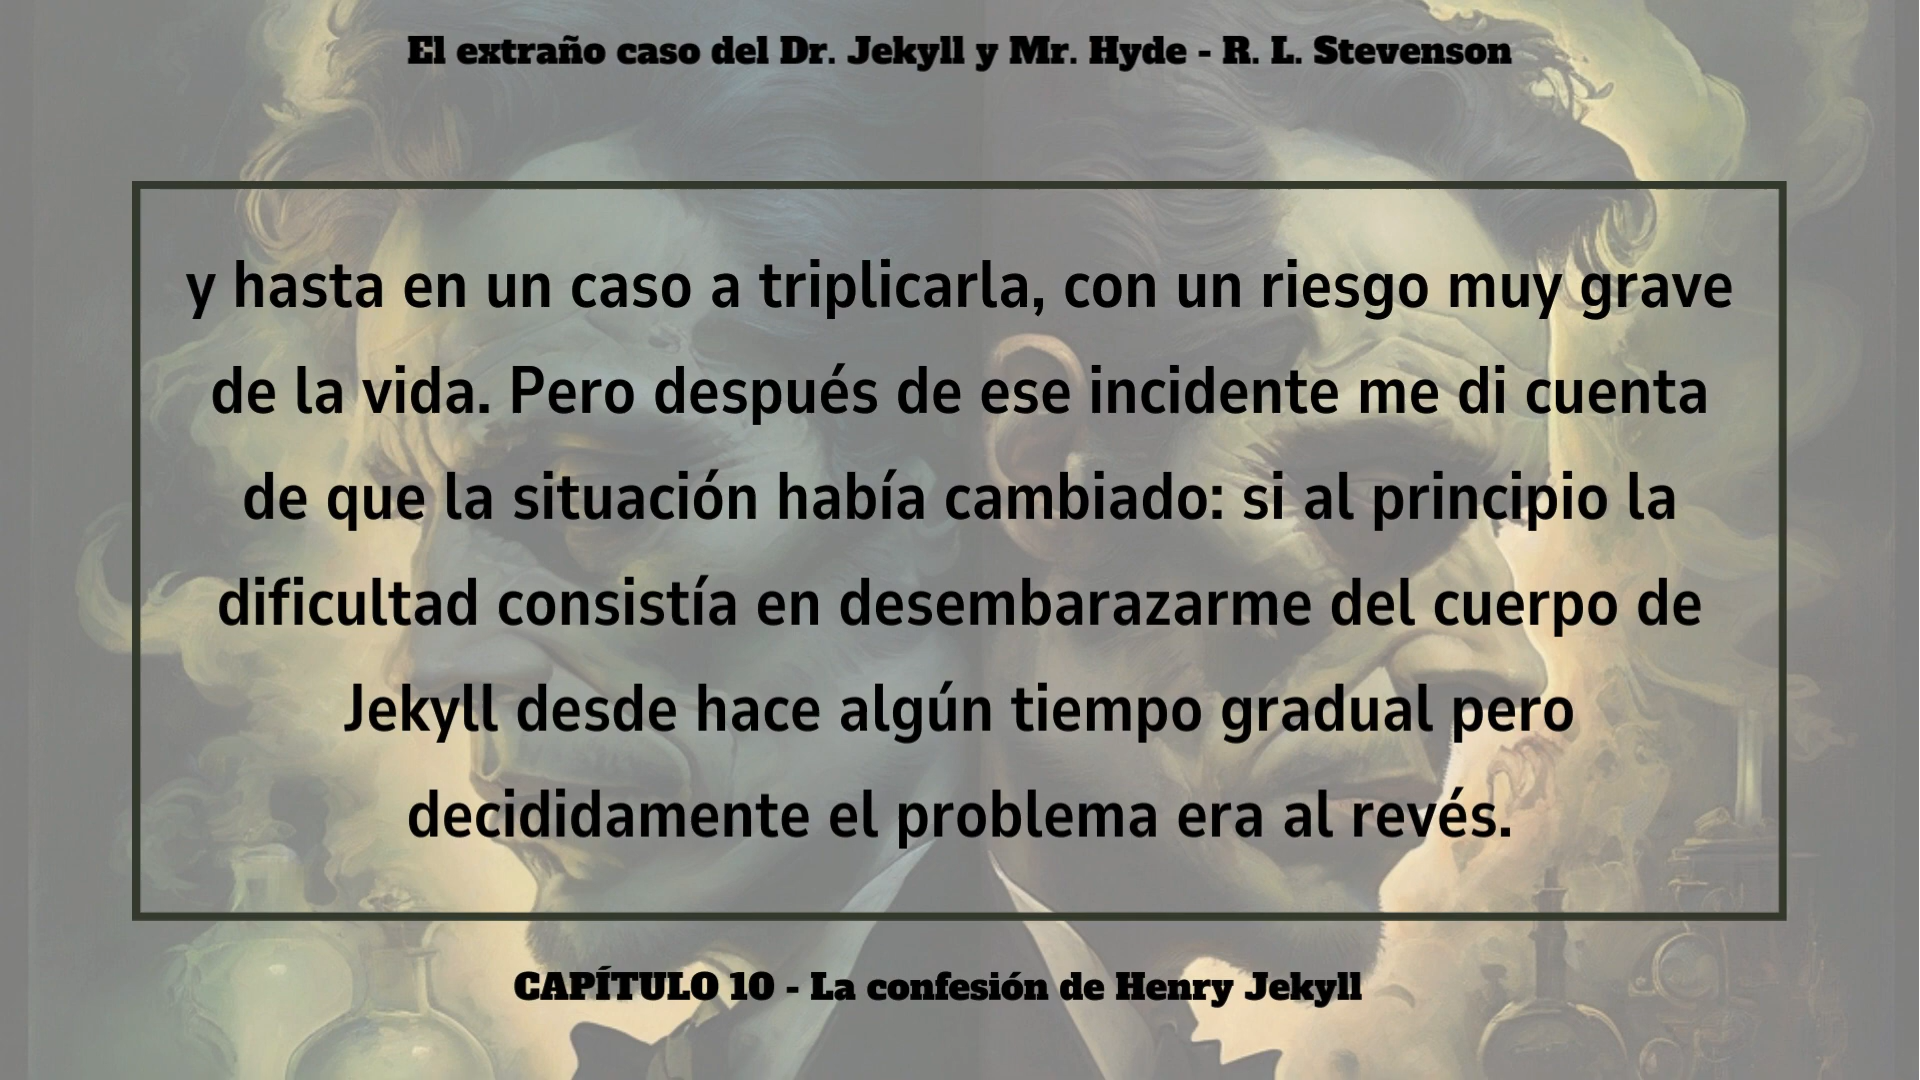 El extraño caso del Dr. Jekyll y Mr. Hyde - R. L. Stevenson
y hasta en un caso a triplicarla, con un riesgo muy grave
de la vida. Pero después de ese incidente me di cuenta
de que la situación había cambiado: si al principio la
dificultad consistía en desembarazarme del cuerpo de
Jekyll desde hace algún tiempo gradual pero
decididamente el problema era al revés.
CAPÍTULO 10 - La confesión de Henry Jekyll